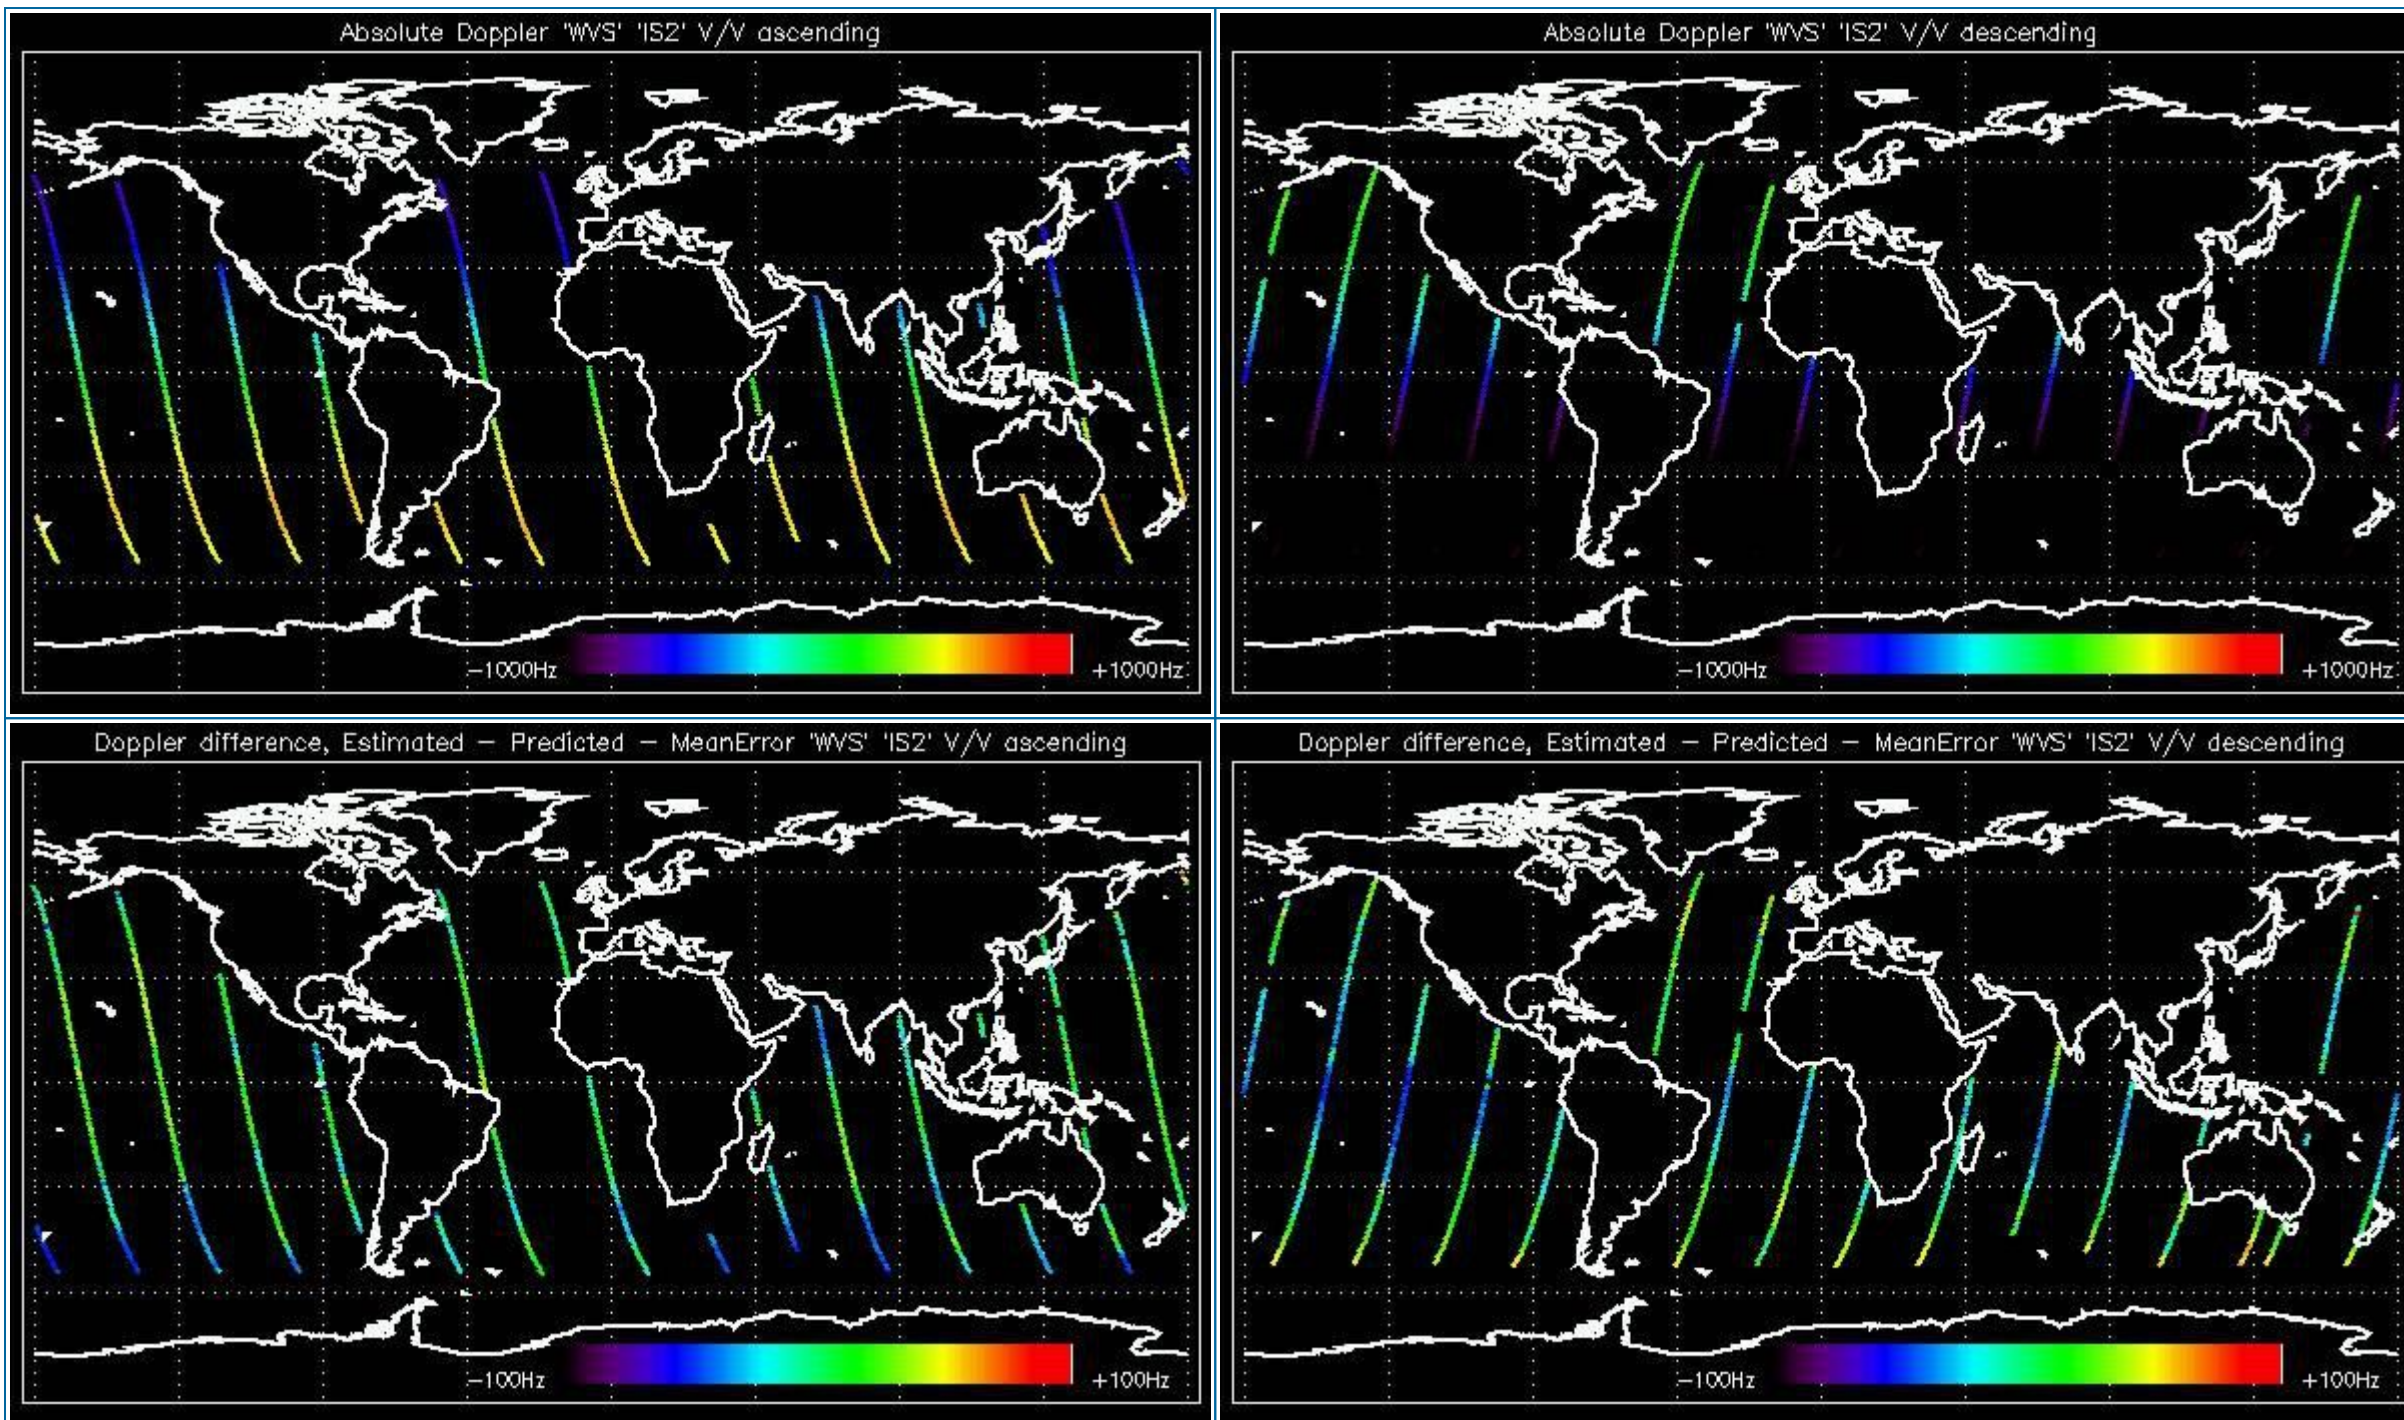 Absolute Doppler 'WVS' 'IS2' V/V ascending
−1000Hz
+1000Hz
Absolute Doppler 'WVS' 'IS2' V/V descending
−1000Hz
+1000Hz
Doppler difference, Estimated − Predicted − MeanError 'WVS' 'IS2' V/V ascending
−100Hz
+100Hz
Doppler difference, Estimated − Predicted − MeanError 'WVS' 'IS2' V/V descending
−100Hz
+100Hz